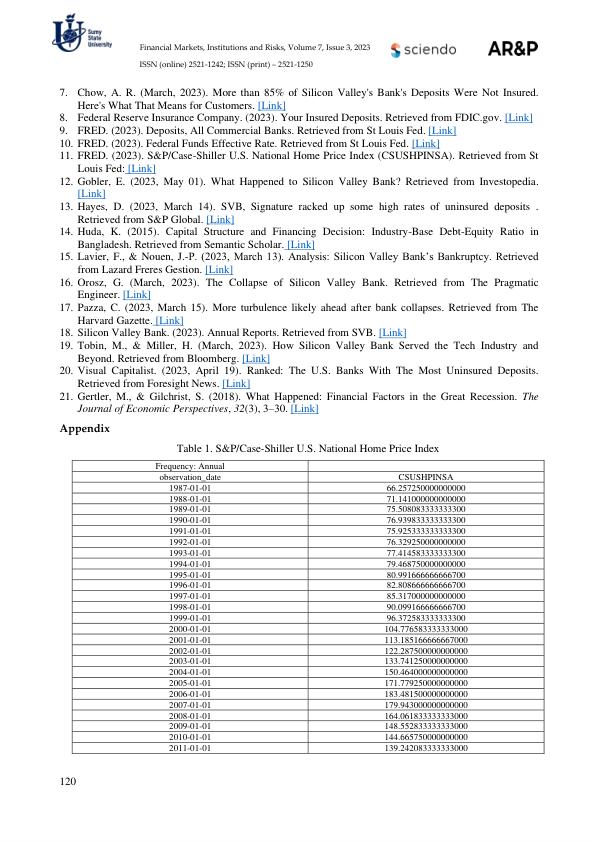 Sumy
State
University
Financial Markets, Institutions and Risks, Volume 7, Issue 3, 2023
ISSN (online) 2521-1242; ISSN (print) – 2521-1250
sciendo
AR&P
7. Chow, A. R. (March, 2023). More than 85% of Silicon Valley's Bank's Deposits Were Not Insured.
Here's What That Means for Customers. [Link]
8. Federal Reserve Insurance Company. (2023). Your Insured Deposits. Retrieved from FDIC.gov. [Link]
9. FRED. (2023). Deposits, All Commercial Banks. Retrieved from St Louis Fed. [Link]
10. FRED. (2023). Federal Funds Effective Rate. Retrieved from St Louis Fed. [Link]
11. FRED. (2023). S&P/Case-Shiller U.S. National Home Price Index (CSUSHPINSA). Retrieved from St
Louis Fed: [Link]
12. Gobler, E. (2023, May 01). What Happened to Silicon Valley Bank? Retrieved from Investopedia.
[Link]
13. Hayes, D. (2023, March 14). SVB, Signature racked up some high rates of uninsured deposits .
Retrieved from S&P Global. [Link]
14. Huda, K. (2015). Capital Structure and Financing Decision: Industry-Base Debt-Equity Ratio in
Bangladesh. Retrieved from Semantic Scholar. [Link]
15. Lavier, F., & Nouen, J.-P. (2023, March 13). Analysis: Silicon Valley Bank’s Bankruptcy. Retrieved
from Lazard Freres Gestion. [Link]
16. Orosz, G. (March, 2023). The Collapse of Silicon Valley Bank. Retrieved from The Pragmatic
Engineer. [Link]
17. Pazza, C. (2023, March 15). More turbulence likely ahead after bank collapses. Retrieved from The
Harvard Gazette. [Link]
18. Silicon Valley Bank. (2023). Annual Reports. Retrieved from SVB. [Link]
19. Tobin, M., & Miller, H. (March, 2023). How Silicon Valley Bank Served the Tech Industry and
Beyond. Retrieved from Bloomberg. [Link]
20. Visual Capitalist. (2023, April 19). Ranked: The U.S. Banks With The Most Uninsured Deposits.
Retrieved from Foresight News. [Link]
21. Gertler, M., & Gilchrist, S. (2018). What Happened: Financial Factors in the Great Recession. The
Journal of Economic Perspectives, 32(3), 3–30. [Link]
Appendix
Table 1. S&P/Case-Shiller U.S. National Home Price Index
Frequency: Annual
observation_date CSUSHPINSA
1987-01-01 66.257250000000000
1988-01-01 71.141000000000000
1989-01-01 75.508083333333300
1990-01-01 76.939833333333300
1991-01-01 75.925333333333300
1992-01-01 76.329250000000000
1993-01-01 77.414583333333300
1994-01-01 79.468750000000000
1995-01-01 80.991666666666700
1996-01-01 82.808666666666700
1997-01-01 85.317000000000000
1998-01-01 90.099166666666700
1999-01-01 96.372583333333300
2000-01-01 104.776583333333000
2001-01-01 113.185166666667000
2002-01-01 122.287500000000000
2003-01-01 133.741250000000000
2004-01-01 150.464000000000000
2005-01-01 171.779250000000000
2006-01-01 183.481500000000000
2007-01-01 179.943000000000000
2008-01-01 164.061833333333000
2009-01-01 148.552833333333000
2010-01-01 144.665750000000000
2011-01-01 139.242083333333000
120